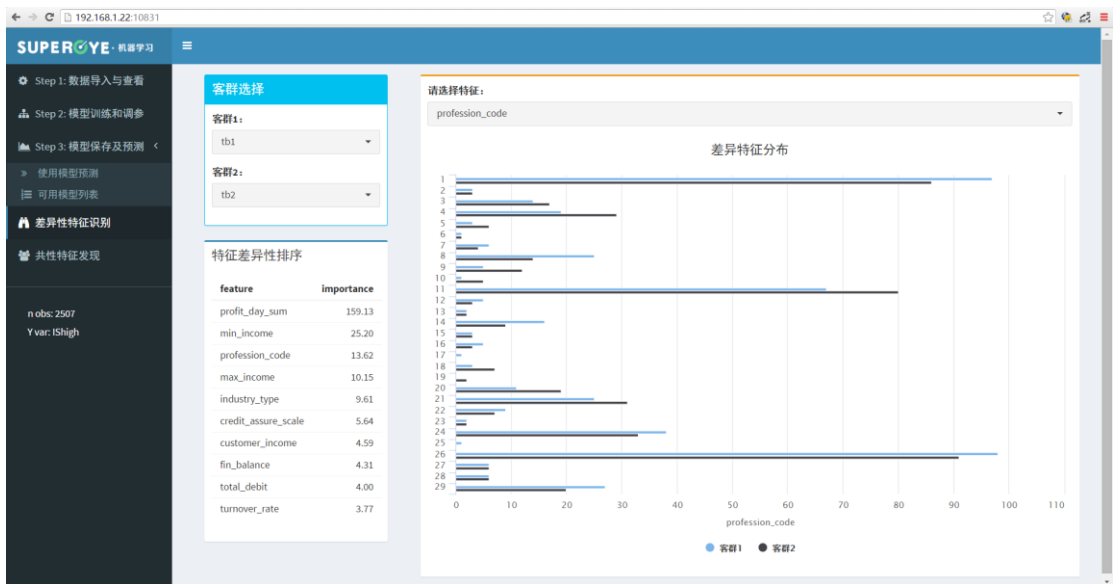 192.168.1.22:10831
SUPEREYE · 机器学习
Step 1: 数据导入与查看
Step 2: 模型训练和调参
Step 3: 模型保存及预测
使用模型预测
可用模型列表
差异性特征识别
共性特征发现
n obs: 2507
Y var: IShigh
客群选择
客群1:
tb1
客群2:
tb2
特征差异性排序
feature importance
profit_day_sum 159.13
min_income 25.20
profession_code 13.62
max_income 10.15
industry_type 9.61
credit_assure_scale 5.64
customer_income 4.59
fin_balance 4.31
total_debit 4.00
turnover_rate 3.77
请选择特征:
profession_code
差异特征分布
1
2
3
4
5
6
7
8
9
10
11
12
13
14
15
16
17
18
19
20
21
22
23
24
25
26
27
28
29
0 10 20 30 40 50 60 70 80 90 100 110
profession_code
客群1 客群2